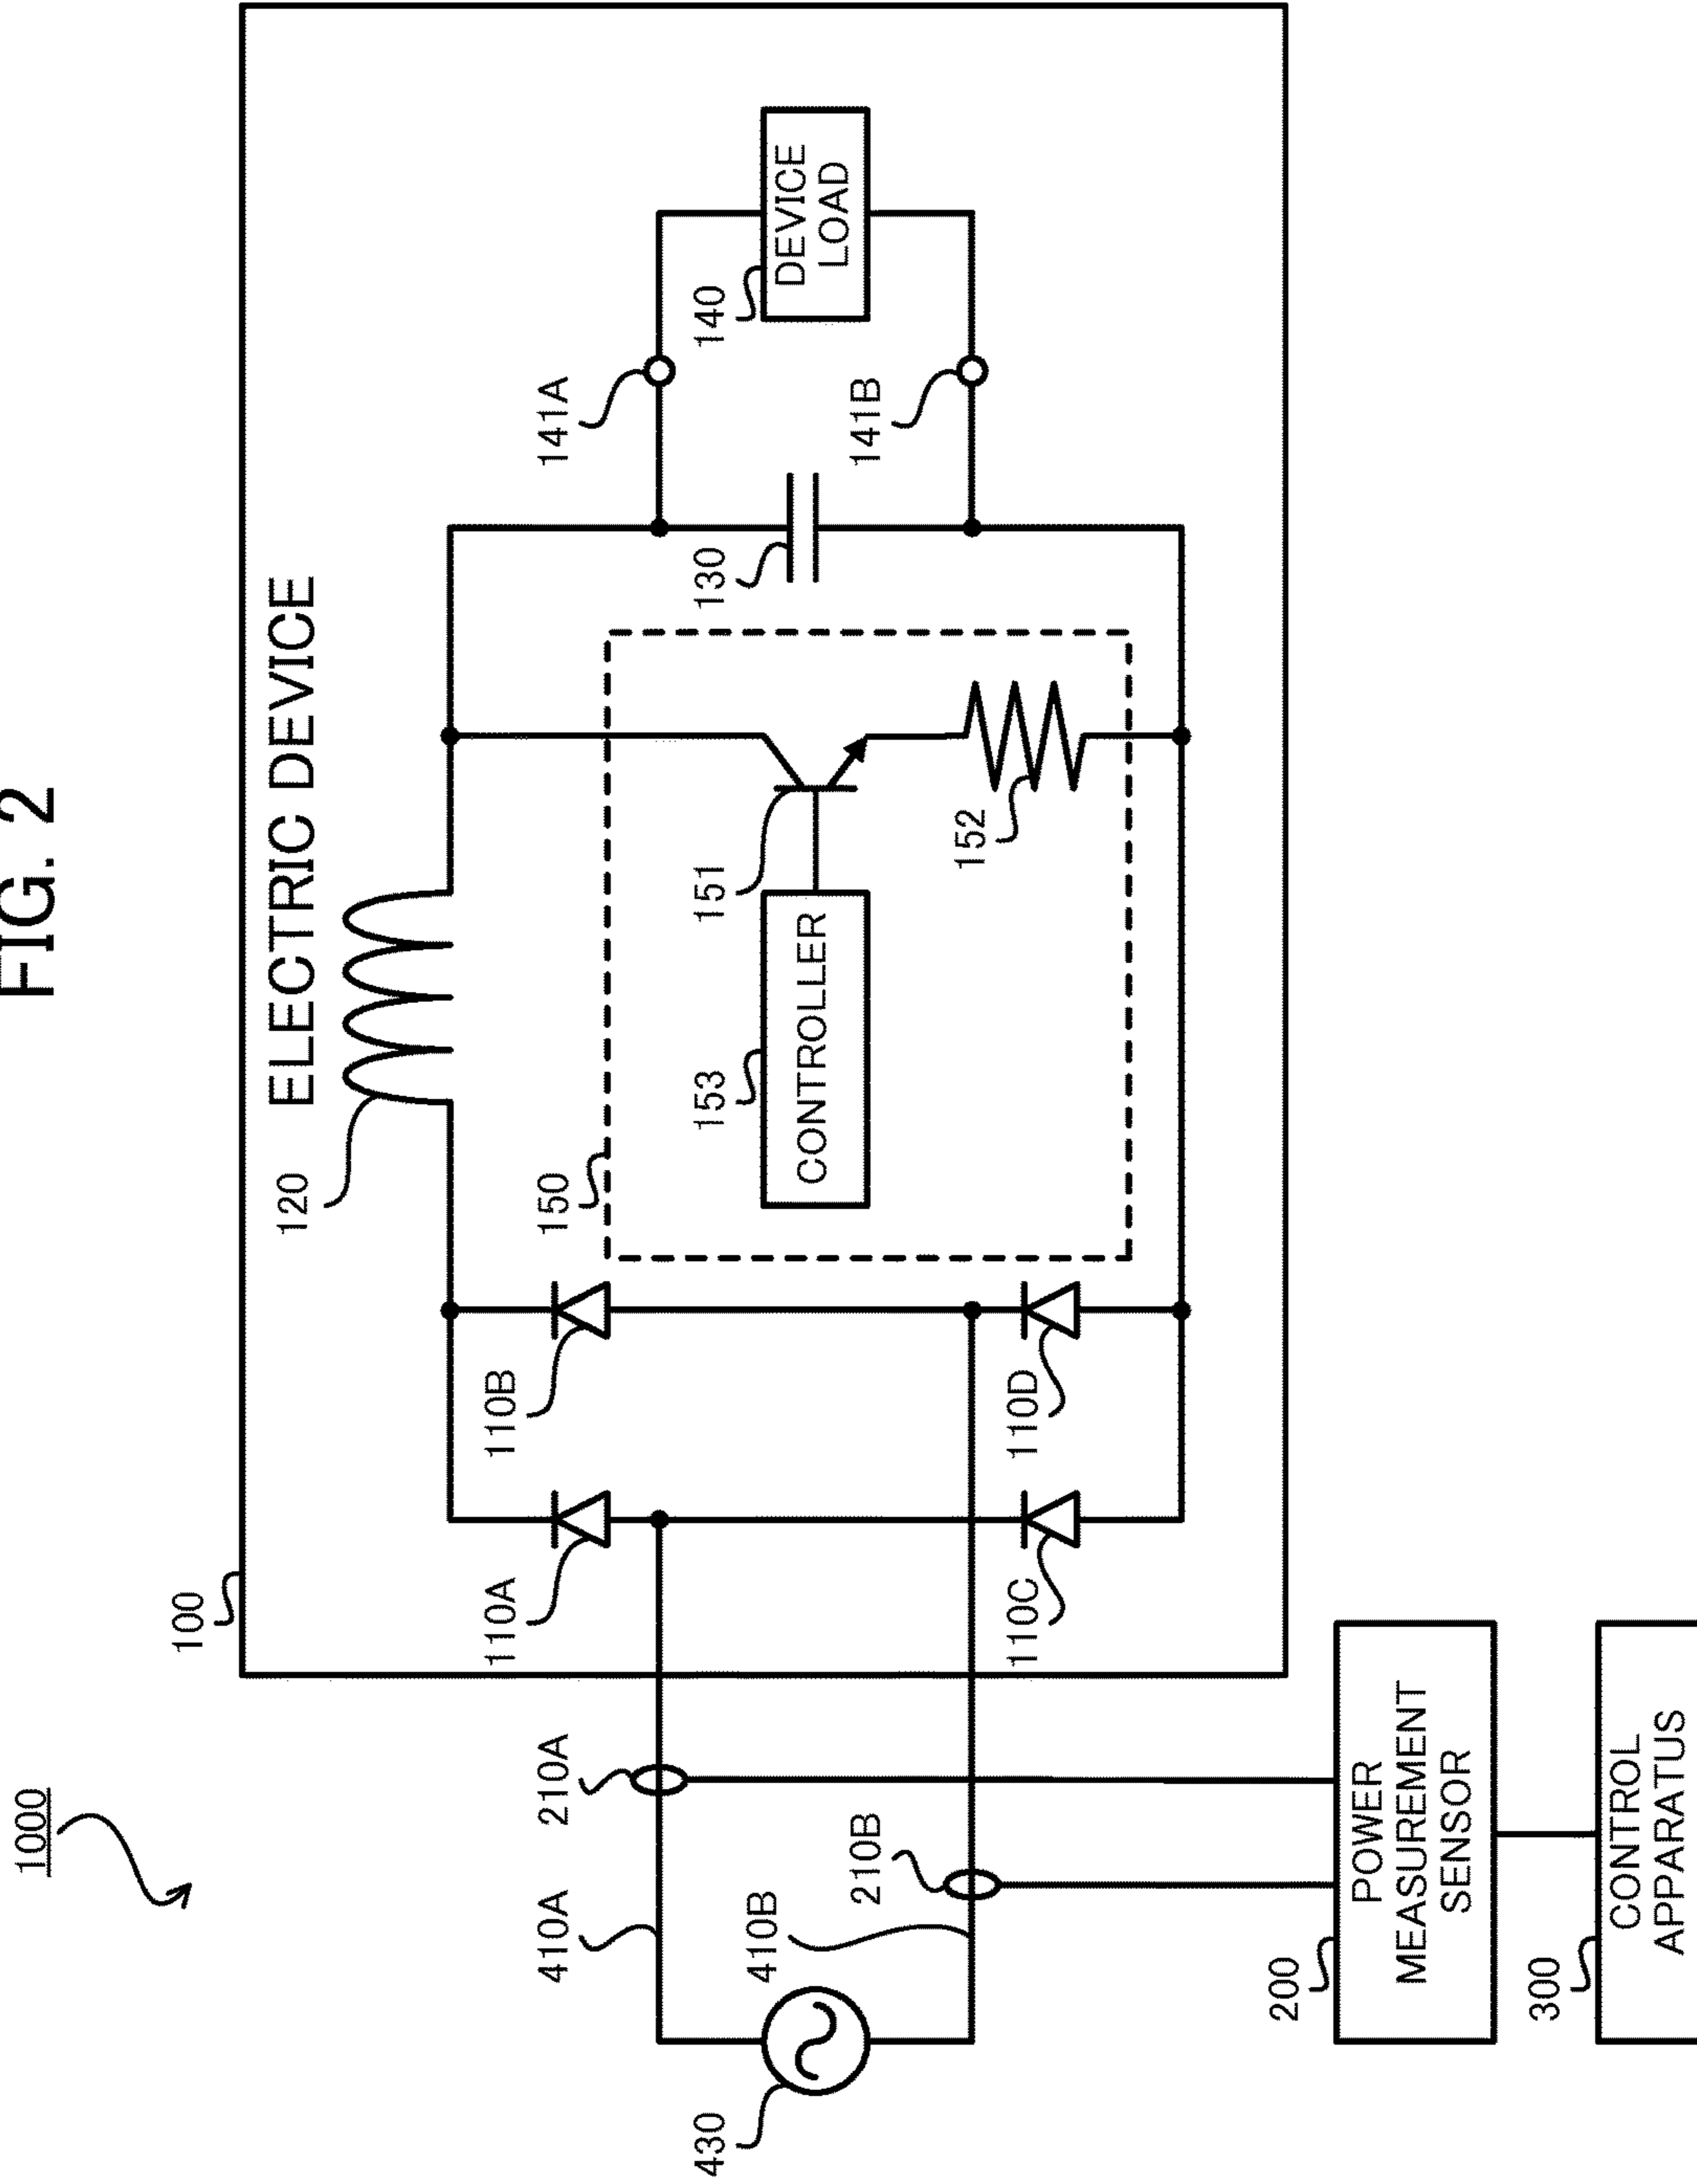 FIG. 2
1000
100
ELECTRIC DEVICE
120
150
110A
110B
153
CONTROLLER
151
152
130
141A
141B
140
DEVICE
LOAD
110C
110D
410A
210A
410B
210B
430
200
POWER
MEASUREMENT
SENSOR
300
CONTROL
APPARATUS